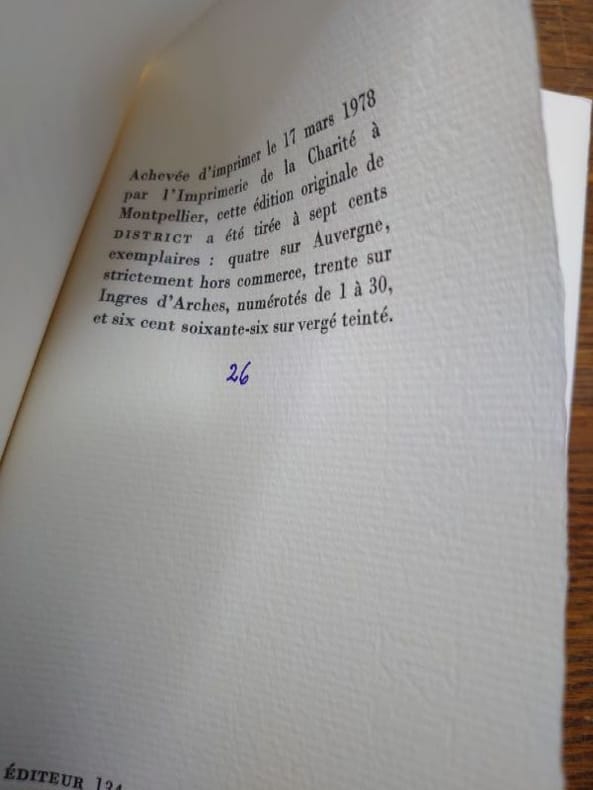 Achevée d'imprimer le 17 mars 1978
par l'Imprimerie de la Charité à
Montpellier, cette édition originale de
DISTRICT a été tirée à sept cents
exemplaires : quatre sur Auvergne,
strictement hors commerce, trente sur
Ingres d'Arches, numérotés de 1 à 30,
et six cent soixante-six sur vergé teinté.
26
ÉDITEUR